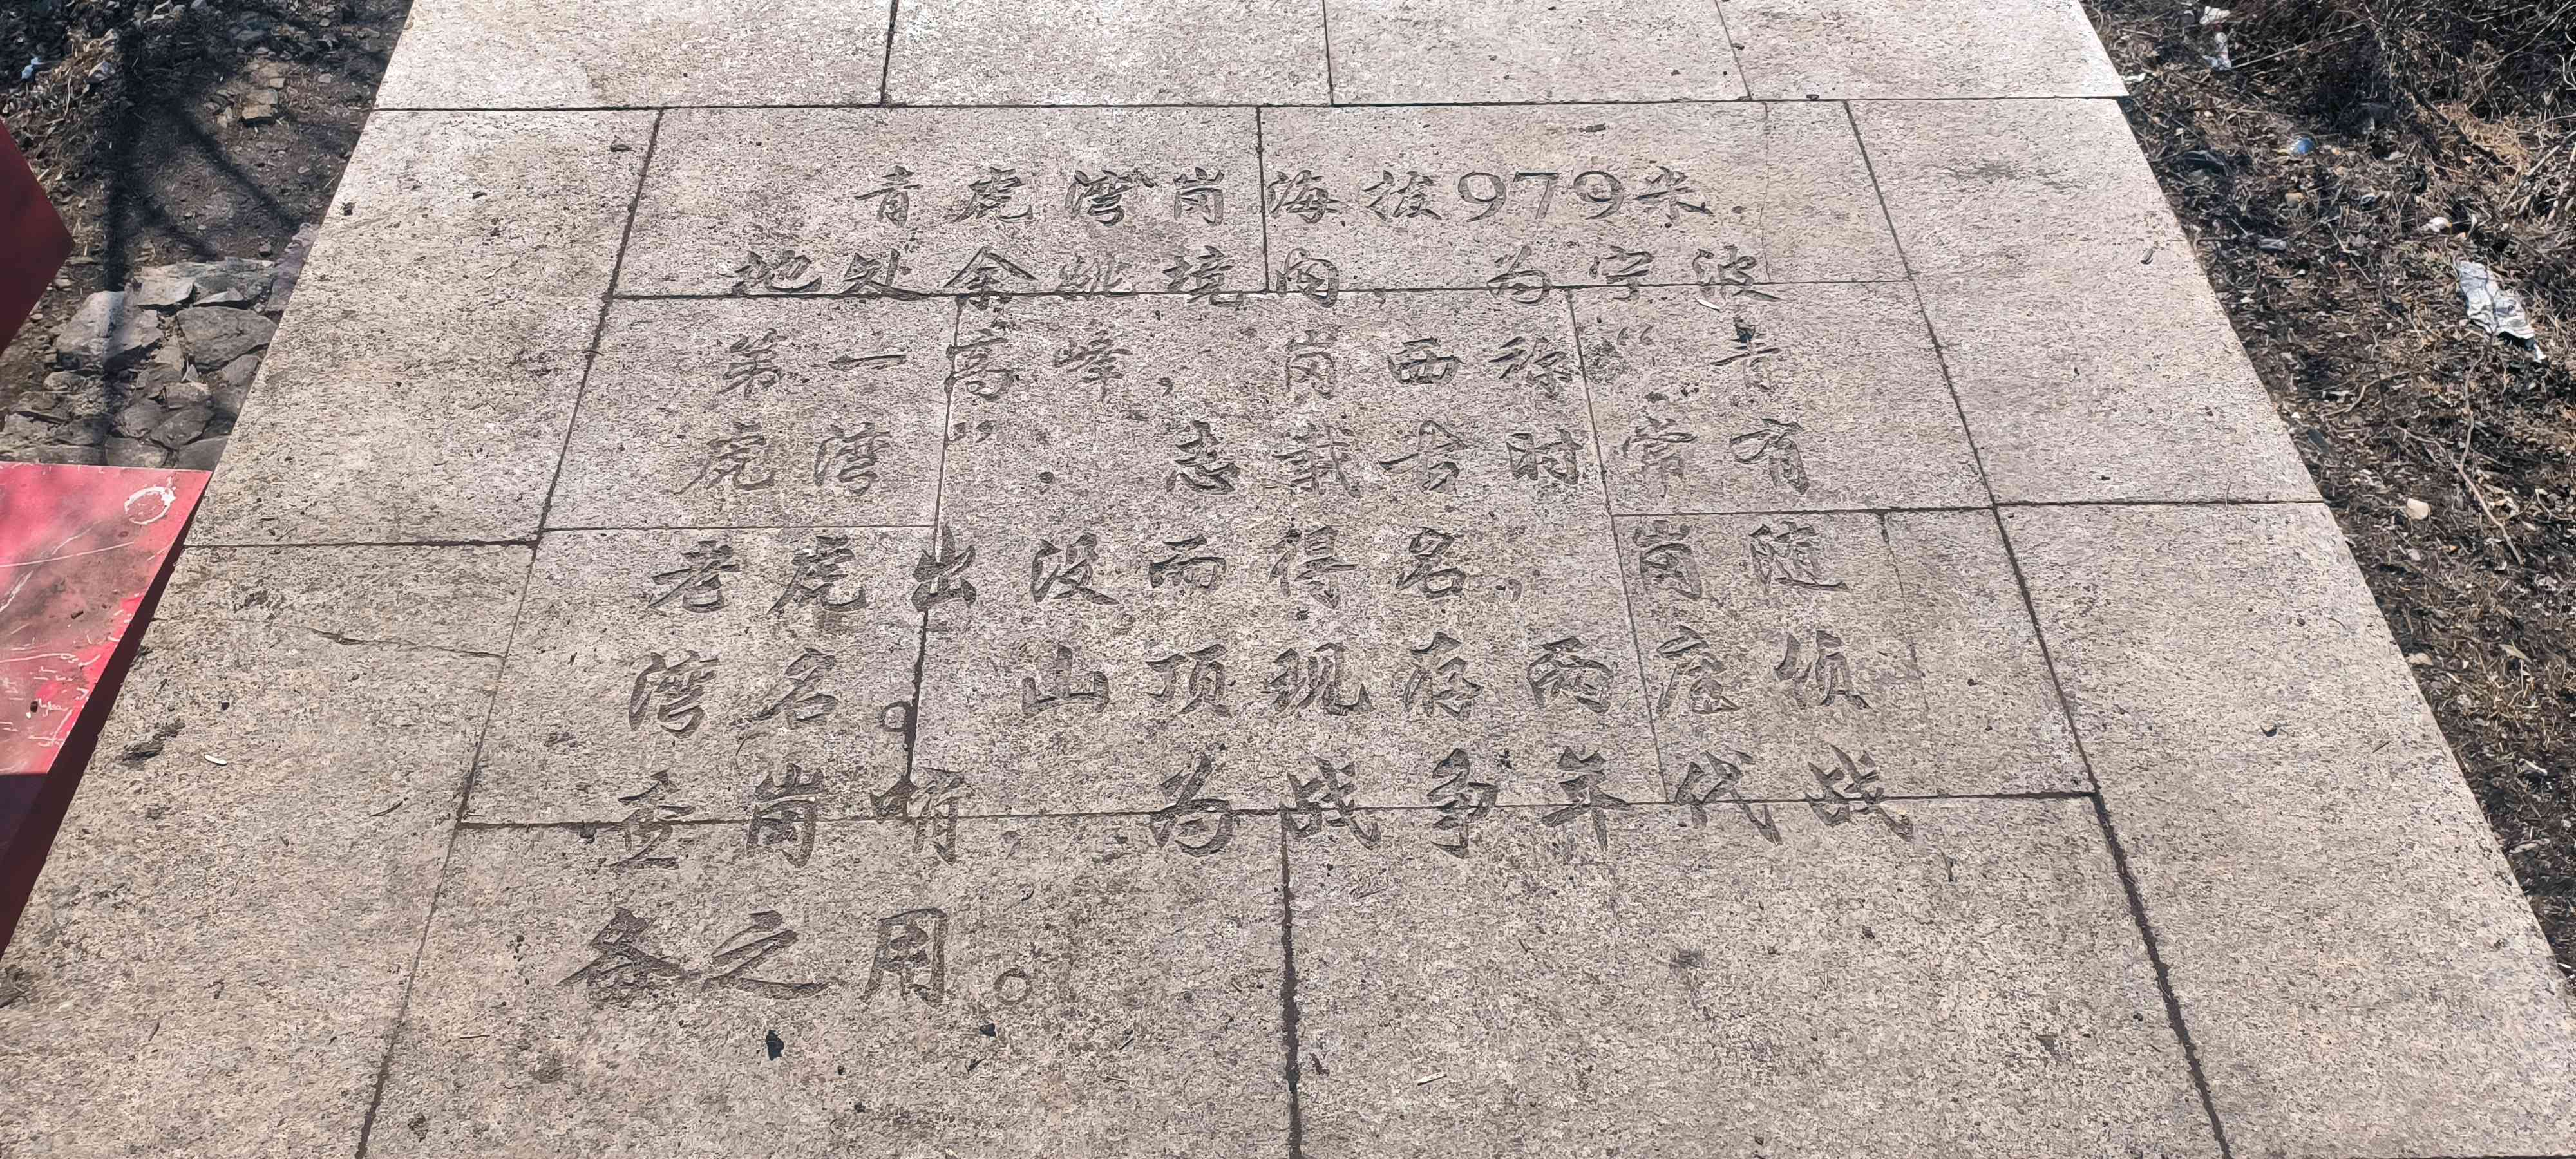 青虎湾岗海拔979米，
地处余姚境内，为宁波
第一高峰，岗西称“青
虎湾”，志载古时常有
老虎出没而得名，岗随
湾名。山顶现存两座侦
查岗哨，为战争年代战
备之用。